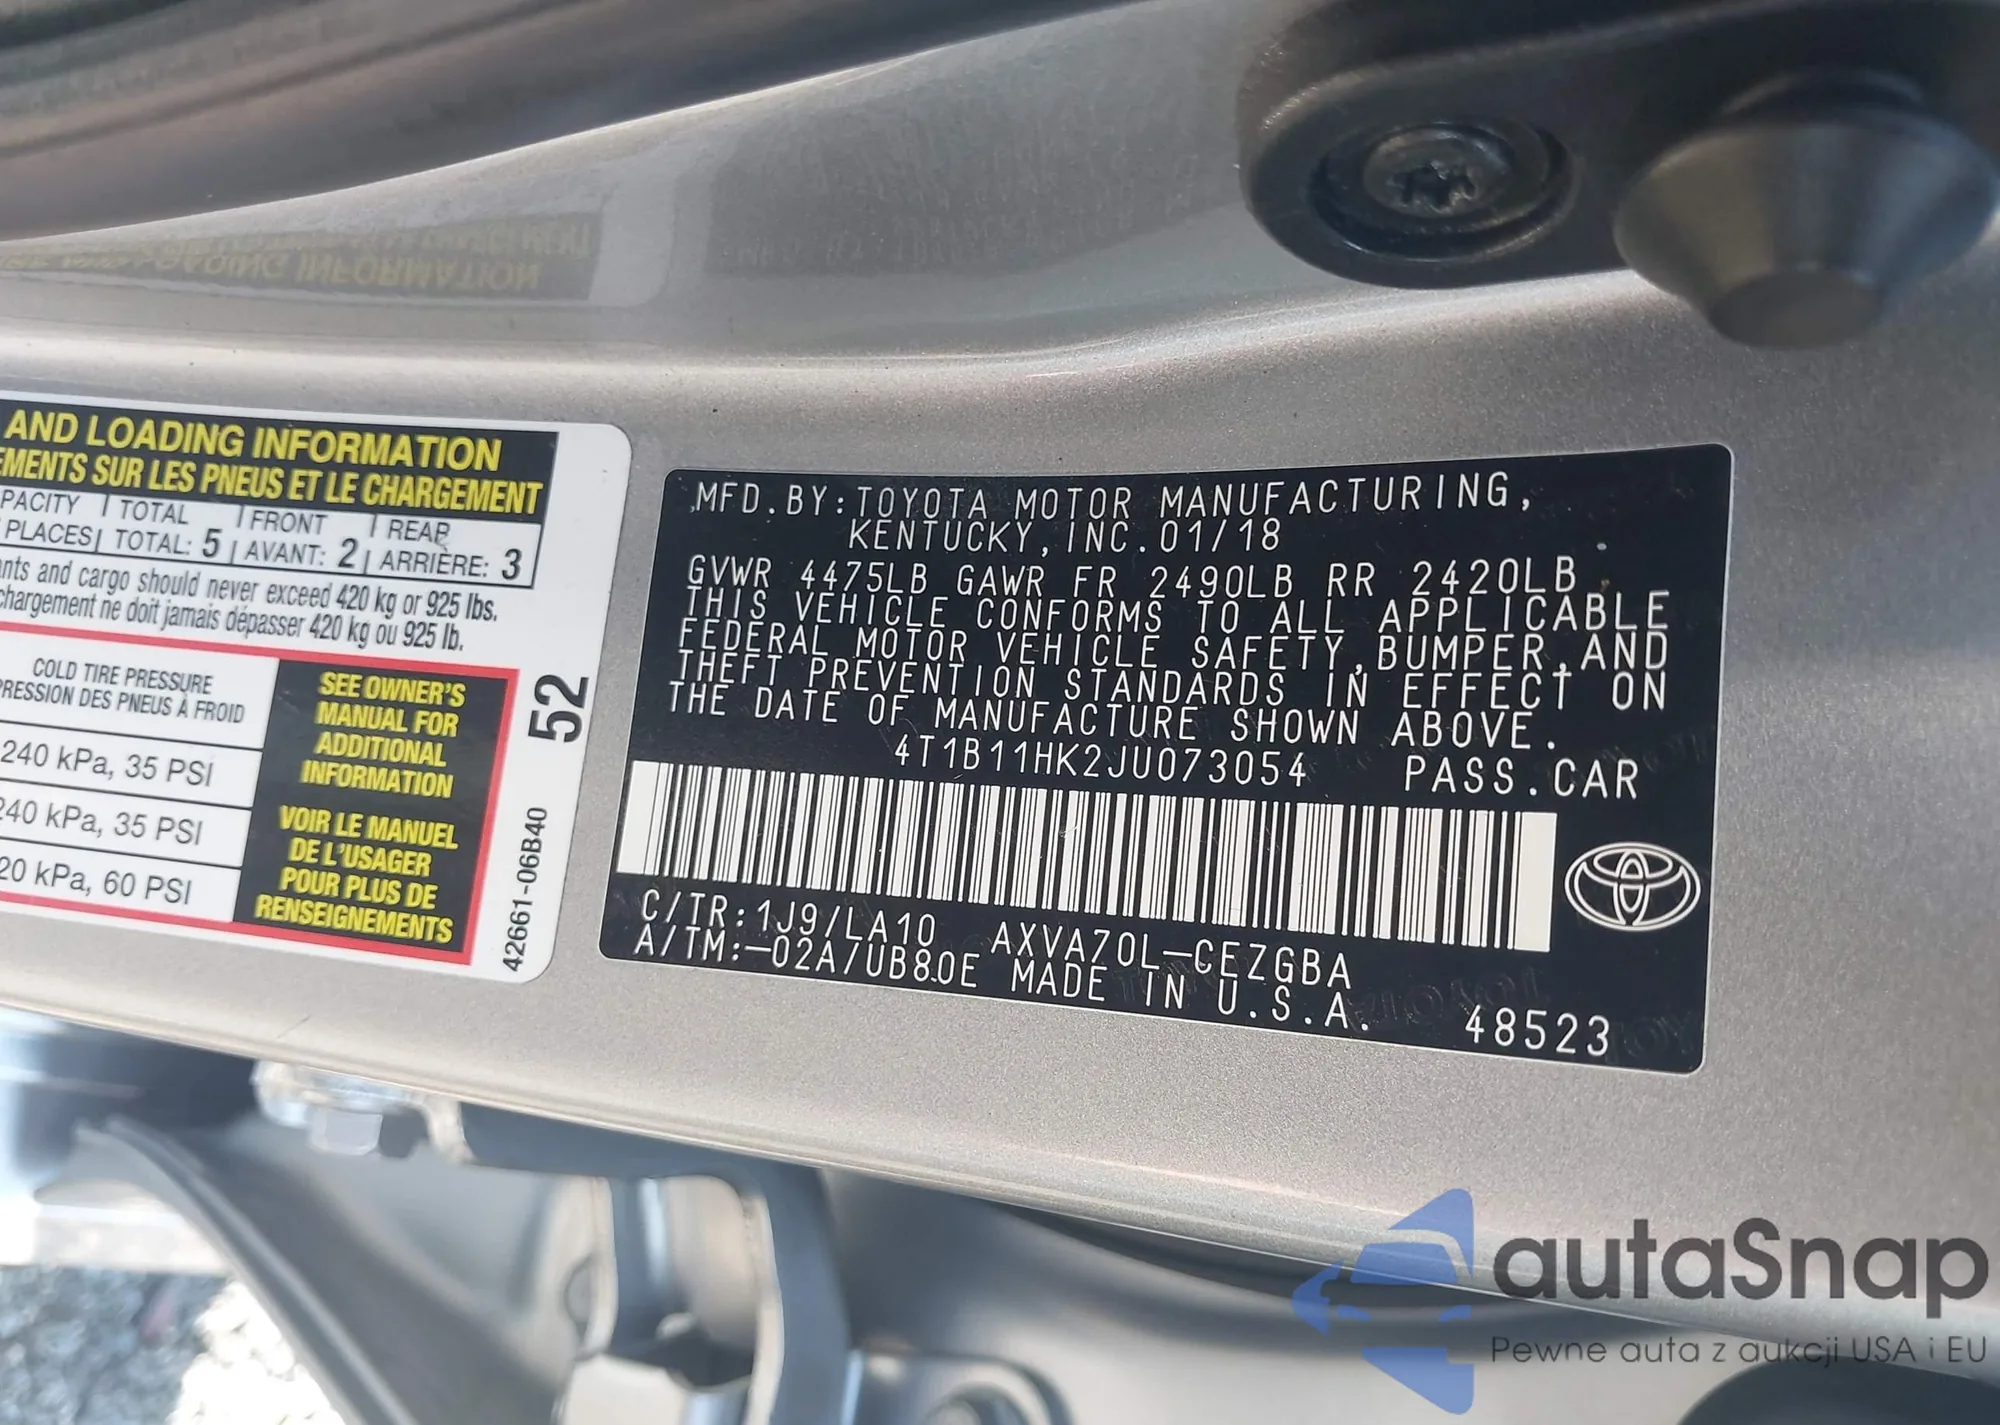 AND LOADING INFORMATION
EMENTS SUR LES PNEUS ET LE CHARGEMENT
PACITY | TOTAL | FRONT | REAR
PLACES| TOTAL: 5 | AVANT: 2 | ARRIÈRE: 3
nts and cargo should never exceed 420 kg or 925 lbs.
chargement ne doit jamais dépasser 420 kg ou 925 lb.
COLD TIRE PRESSURE
PRESSION DES PNEUS À FROID
240 kPa, 35 PSI
240 kPa, 35 PSI
20 kPa, 60 PSI
SEE OWNER'S
MANUAL FOR
ADDITIONAL
INFORMATION
VOIR LE MANUEL
DE L'USAGER
POUR PLUS DE
RENSEIGNEMENTS
52
42661-06B40
MFD.BY:TOYOTA MOTOR MANUFACTURING,
KENTUCKY,INC.01/18
GVWR 4475LB GAWR FR 2490LB RR 2420LB
THIS VEHICLE CONFORMS TO ALL APPLICABLE
FEDERAL MOTOR VEHICLE SAFETY,BUMPER,AND
THEFT PREVENTION STANDARDS IN EFFECT ON
THE DATE OF MANUFACTURE SHOWN ABOVE.
4T1B11HK2JU073054 PASS.CAR
C/TR:1J9/LA10 AXVA70L-CEZGBA
A/TM:-02A/UB80E MADE IN U.S.A.
48523
autaSnap
Pewne auta z aukcji USA i EU